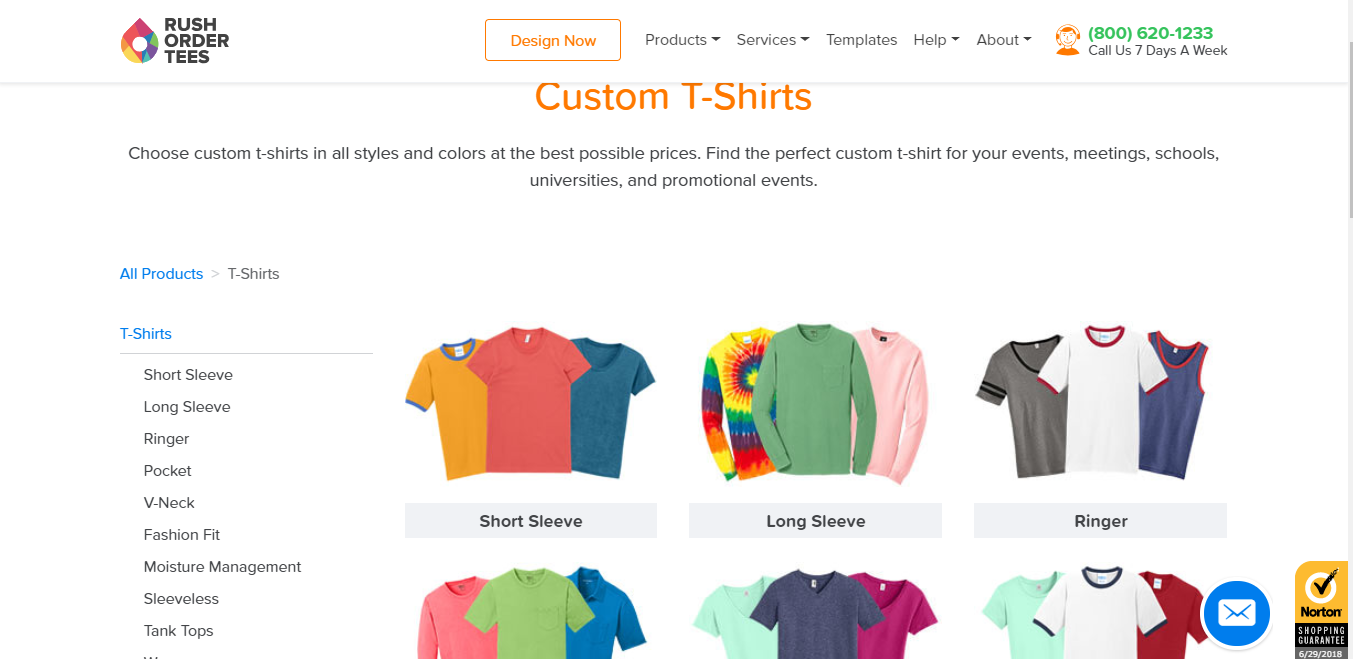 RUSH
ORDER
TEES
Design Now
Products
Services
Templates
Help
About
(800) 620-1233
Call Us 7 Days A Week
Custom T-Shirts
Choose custom t-shirts in all styles and colors at the best possible prices. Find the perfect custom t-shirt for your events, meetings, schools,
universities, and promotional events.
All Products > T-Shirts
T-Shirts
Short Sleeve
Long Sleeve
Ringer
Pocket
V-Neck
Fashion Fit
Moisture Management
Sleeveless
Tank Tops
Short Sleeve
Long Sleeve
Ringer
Norton
SHOPPING
GUARANTEE
6/29/2018